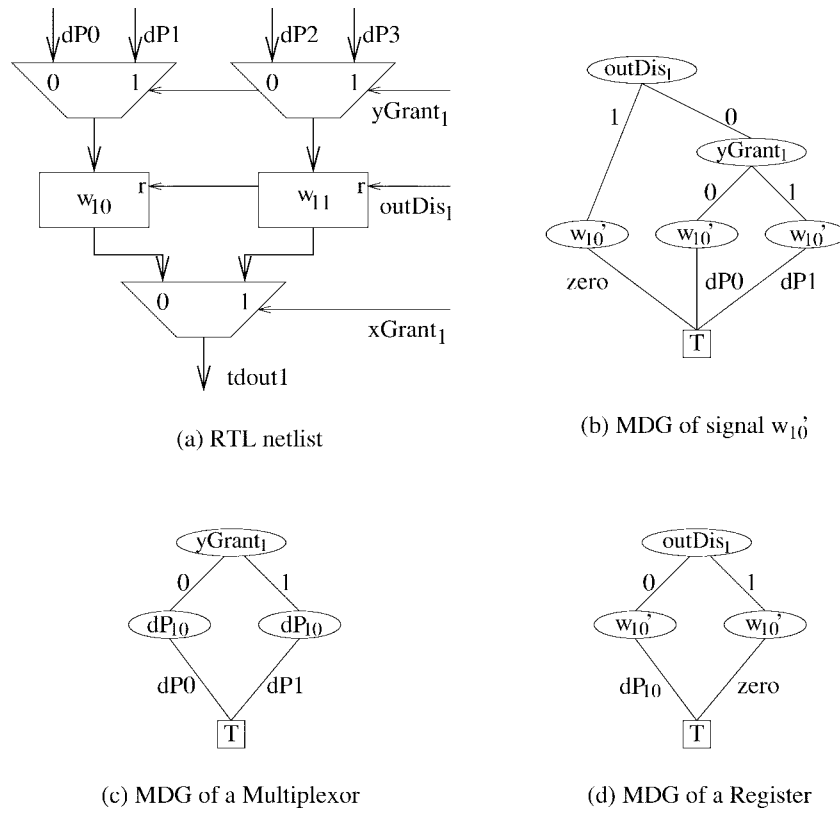 dP0 dP1 dP2 dP3
0 1 0 1
yGrant1
w10 r w11 r
outDis1
0 1
xGrant1
tdout1
(a) RTL netlist
outDis1
1 0
yGrant1
0 1
w10' w10' w10'
zero dP0 dP1
T
(b) MDG of signal w10'
yGrant1
0 1
dP10 dP10
dP0 dP1
T
(c) MDG of a Multiplexor
outDis1
0 1
w10' w10'
dP10 zero
T
(d) MDG of a Register